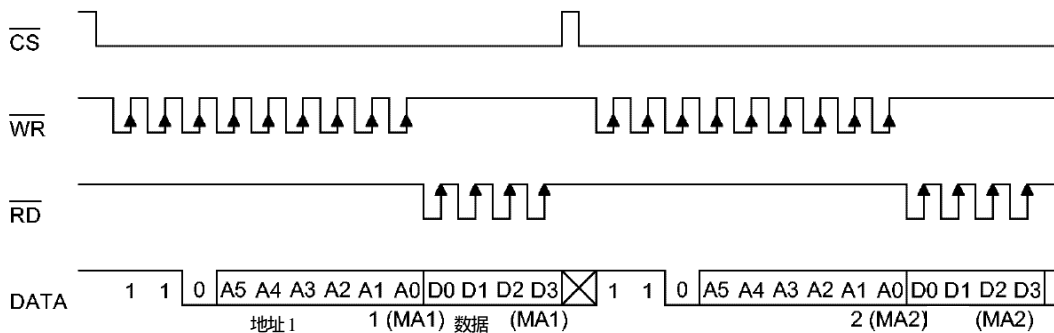 CS
WR
RD
DATA 1 1 0 A5 A4 A3 A2 A1 A0 D0 D1 D2 D3 1 1 0 A5 A4 A3 A2 A1 A0 D0 D1 D2 D3
地址 1 1 (MA1) 数据 (MA1) 2 (MA2) (MA2)